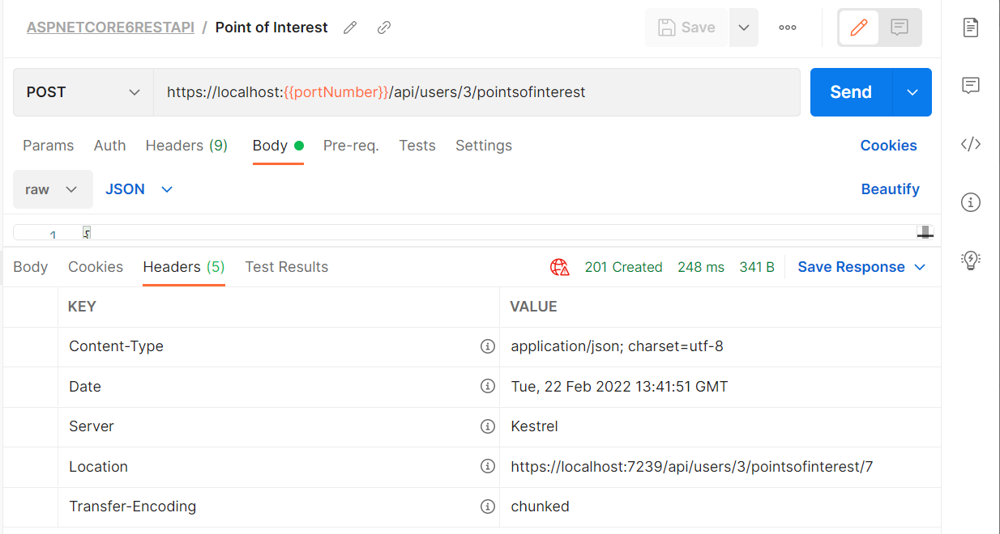 ASPNETCORE6RESTAPI / Point of Interest Save
POST https://localhost:{{portNumber}}/api/users/3/pointsofinterest Send
Params Auth Headers (9) Body Pre-req. Tests Settings Cookies
raw JSON Beautify
1 {
Body Cookies Headers (5) Test Results 201 Created 248 ms 341 B Save Response
KEY VALUE
Content-Type application/json; charset=utf-8
Date Tue, 22 Feb 2022 13:41:51 GMT
Server Kestrel
Location https://localhost:7239/api/users/3/pointsofinterest/7
Transfer-Encoding chunked